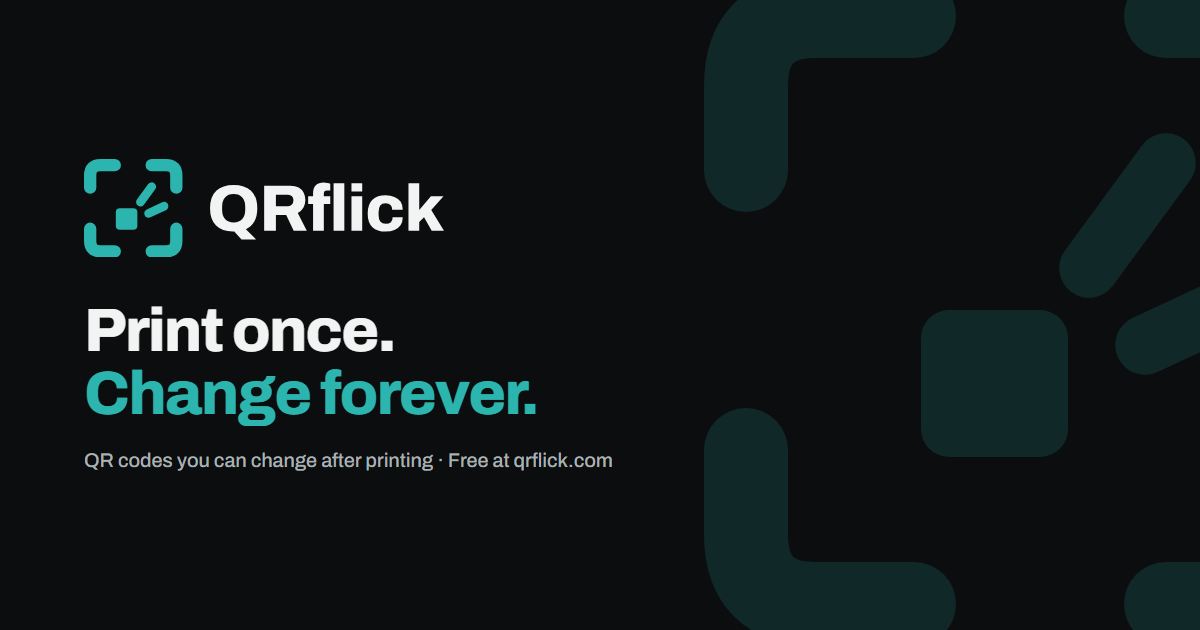 QRflick
Print once.
Change forever.
QR codes you can change after printing · Free at qrflick.com